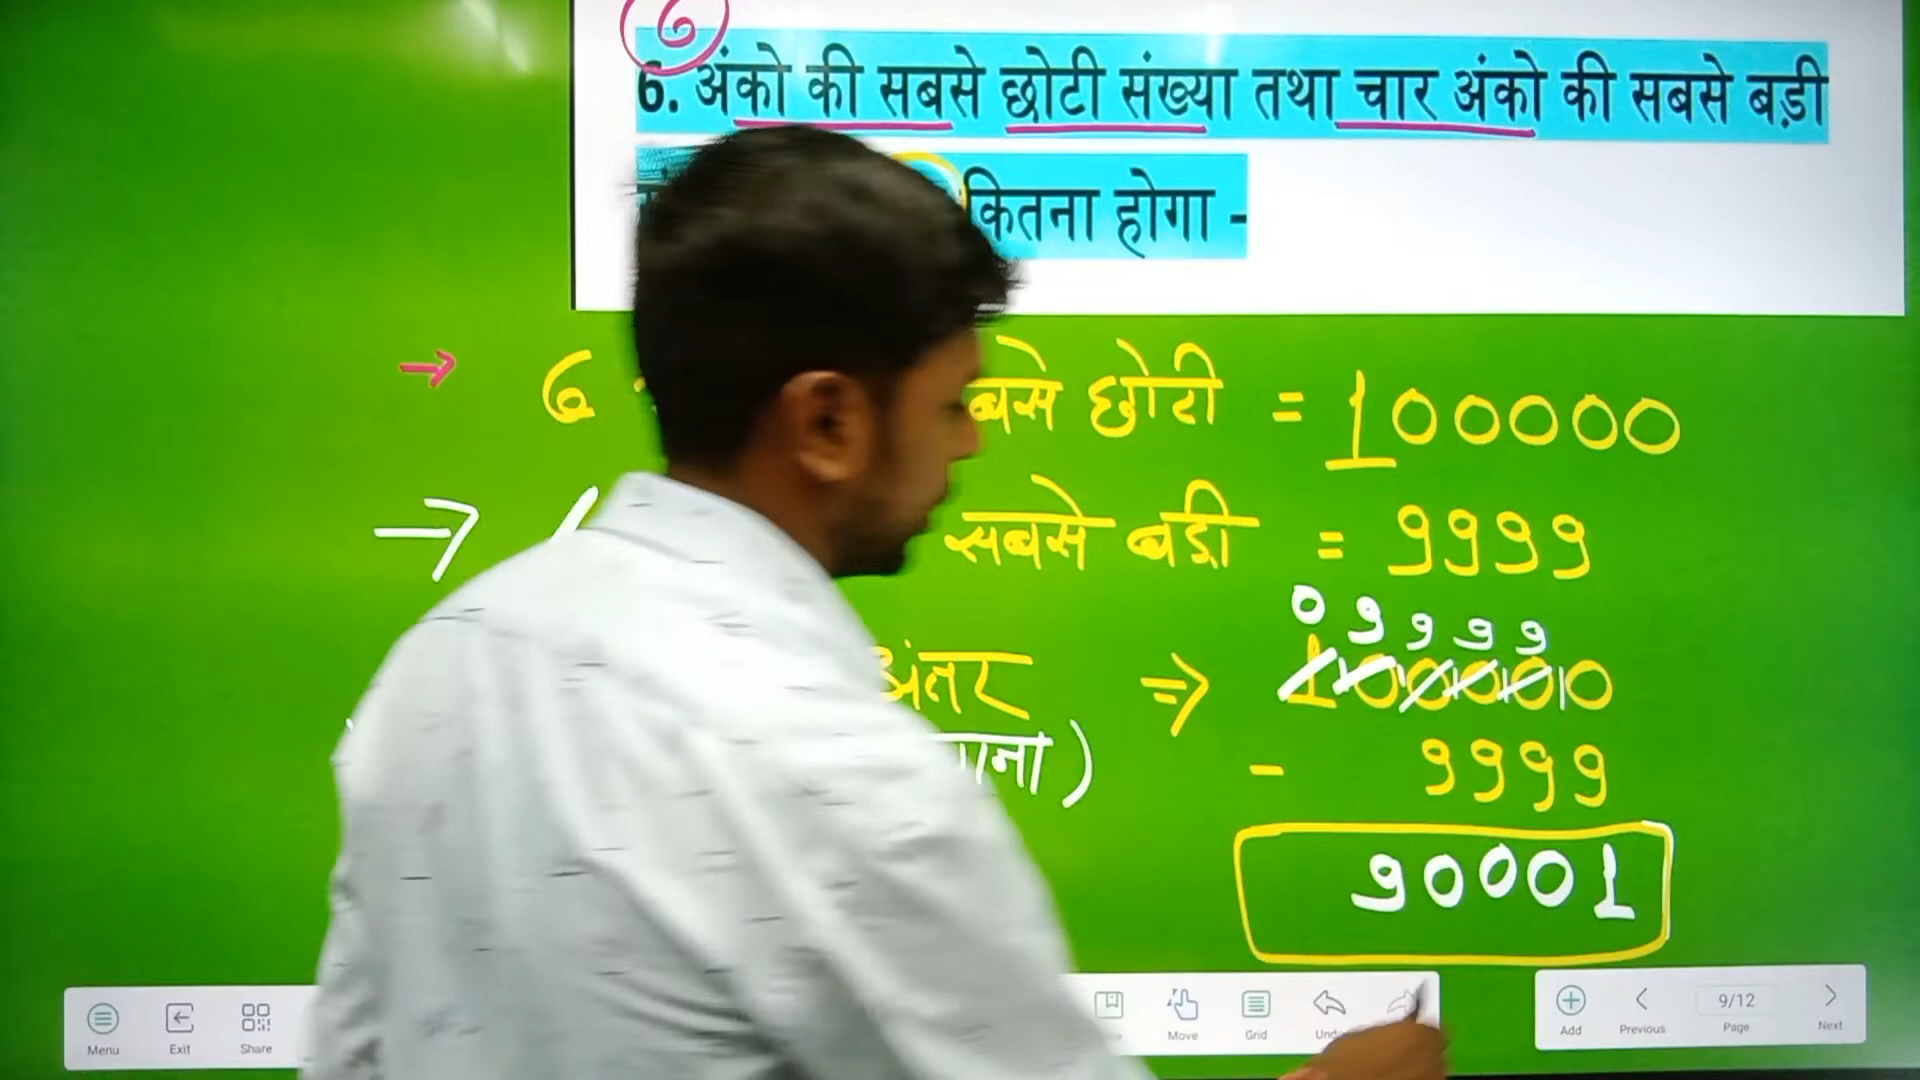 6
6. अंको की सबसे छोटी संख्या तथा चार अंको की सबसे बड़ी
कितना होगा -
→ 6 सबसे छोटी = 100000
→ सबसे बड़ी = 9999
0 9 9 9 9
अंतर ⇒ 100000
- 9999
90001
Menu Exit Share Move Grid Undo
Add Previous 9/12 Page Next